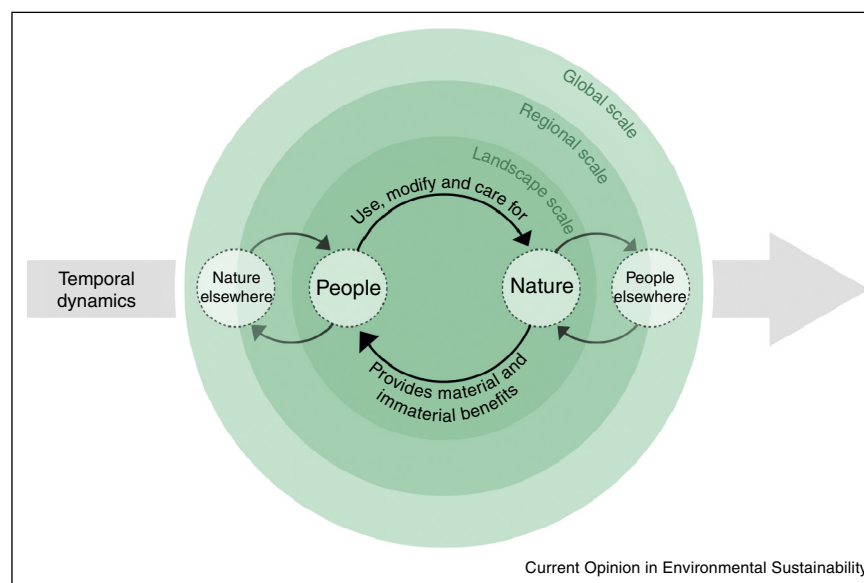 Global scale
Regional scale
Landscape scale
Use, modify and care for
Temporal
dynamics
Nature
elsewhere
People
Nature
People
elsewhere
Provides material and
immaterial benefits
Current Opinion in Environmental Sustainability